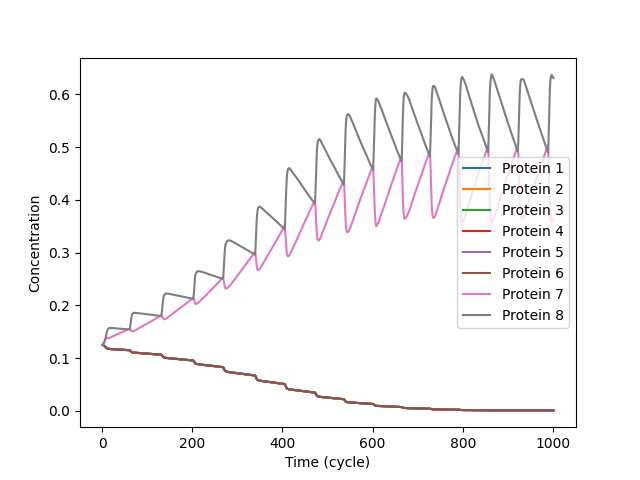 0.6
0.5
0.4
0.3
0.2
0.1
0.0
Concentration
0 200 400 600 800 1000
Time (cycle)
Protein 1
Protein 2
Protein 3
Protein 4
Protein 5
Protein 6
Protein 7
Protein 8